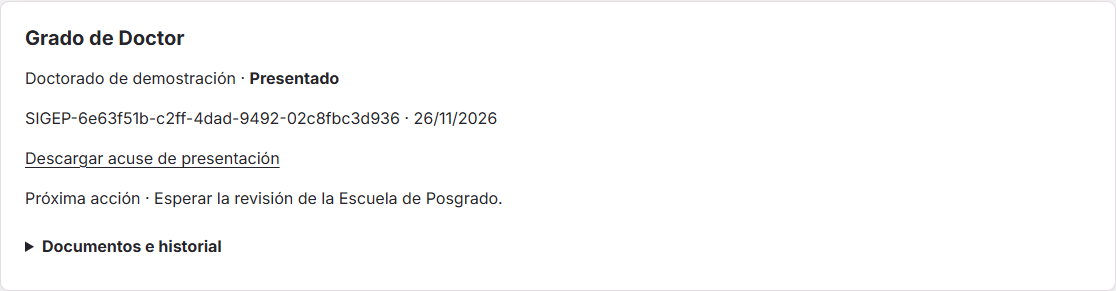 Grado de Doctor
Doctorado de demostración · Presentado
SIGEP-6e63f51b-c2ff-4dad-9492-02c8fbc3d936 · 26/11/2026
Descargar acuse de presentación
Próxima acción · Esperar la revisión de la Escuela de Posgrado.
Documentos e historial